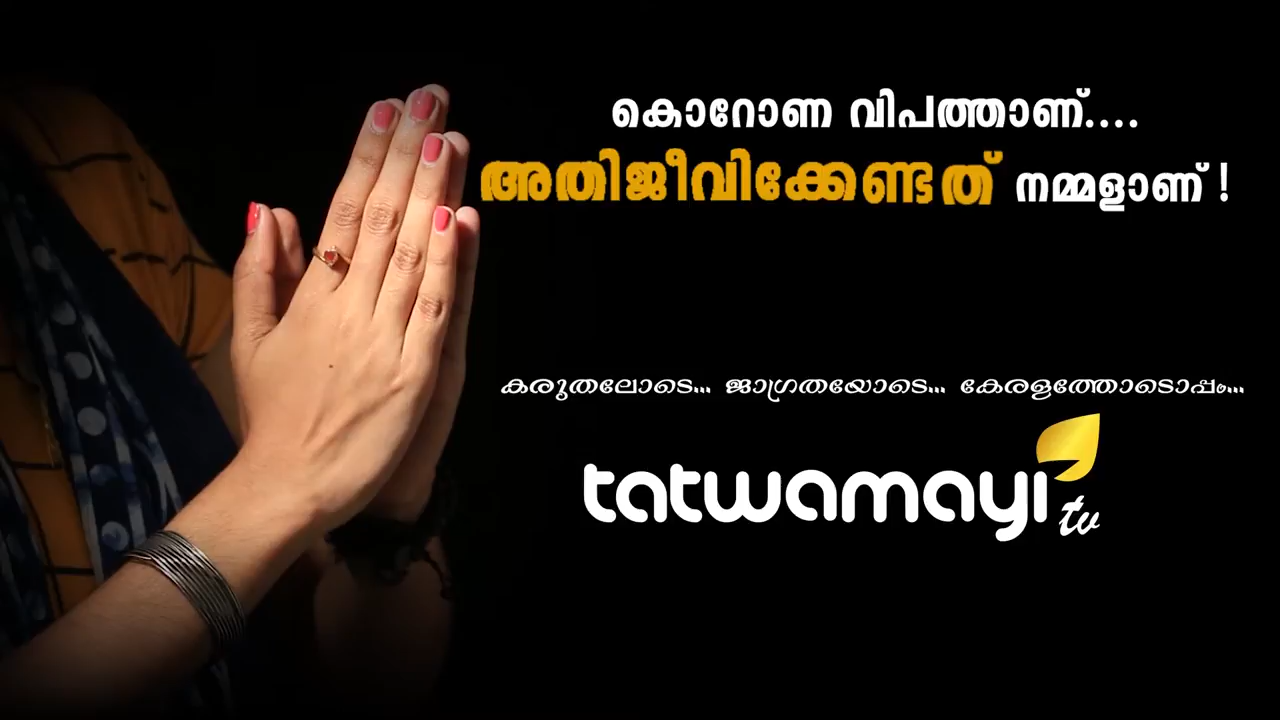 കൊറോണ വിപത്താണ്....
അതിജീവിക്കേണ്ടത് നമ്മളാണ് !
കരുതലോടെ... ജാഗ്രതയോടെ... കേരളത്തോടൊപ്പം...
tatwamayi
tv